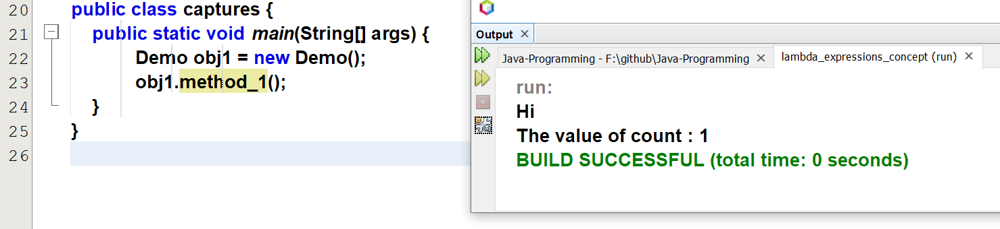 20 public class captures {
21 public static void main(String[] args) {
22 Demo obj1 = new Demo();
23 obj1.method_1();
24 }
25 }
26
Output ×
Java-Programming - F:\github\Java-Programming × lambda_expressions_concept (run) ×
run:
Hi
The value of count : 1
BUILD SUCCESSFUL (total time: 0 seconds)